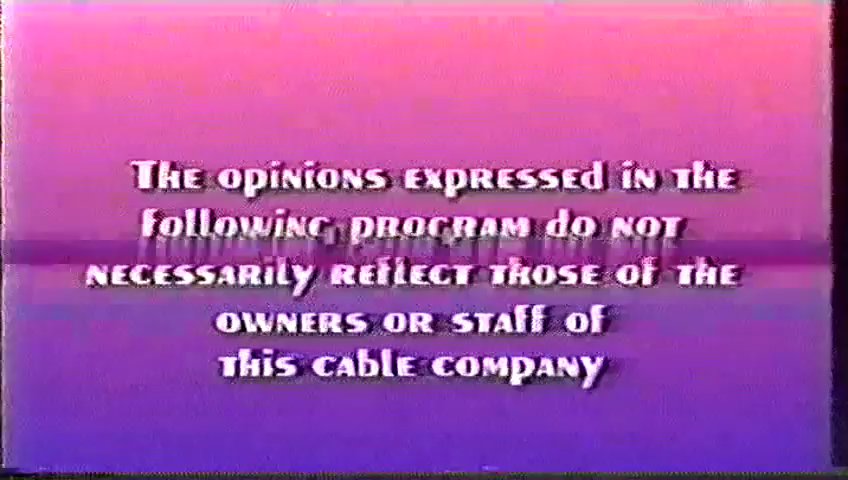 The opinions expressed in the
following program do not
necessarily reflect those of the
owners or staff of
this cable company